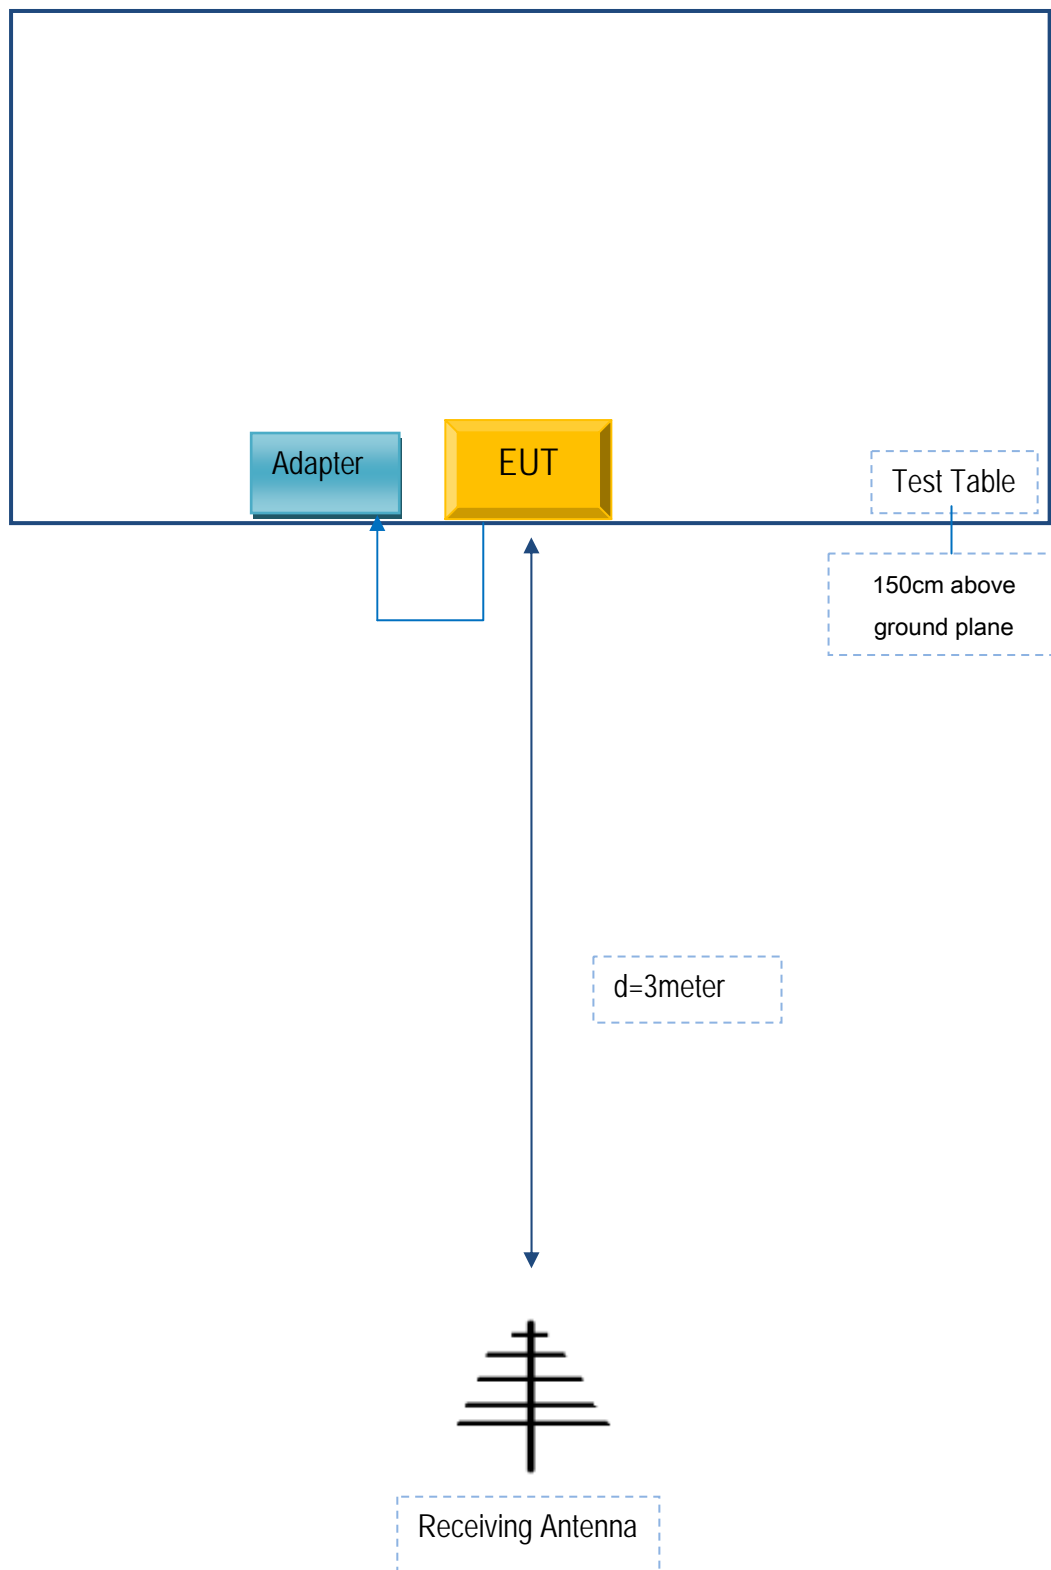 Adapter
EUT
Test Table
150cm above
ground plane
d=3meter
Receiving Antenna